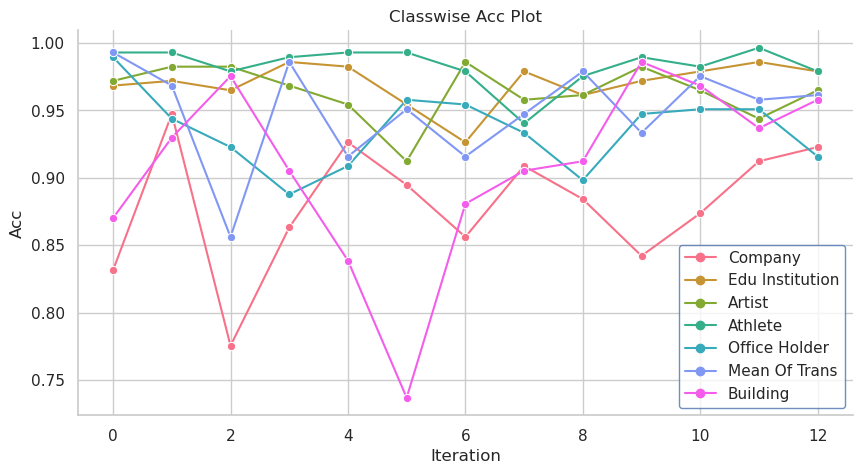 Classwise Acc Plot
1.00
0.95
0.90
0.85
0.80
0.75
Acc
0
2
4
6
8
10
12
Iteration
Company
Edu Institution
Artist
Athlete
Office Holder
Mean Of Trans
Building